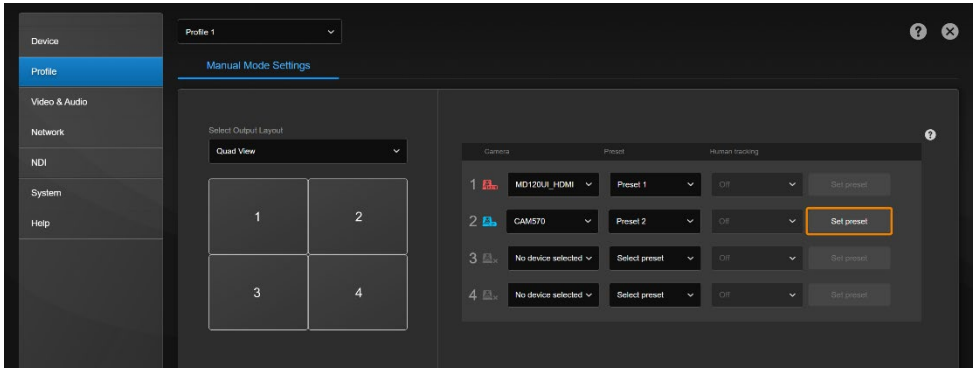 Device
Profile
Video & Audio
Network
NDI
System
Help
Profile 1
? 
Manual Mode Settings
Select Output Layout
Quad View
1 2
3 4
?
Camera Preset Human tracking
1 MD120UI_HDMI Preset 1 Off Set preset
2 CAM570 Preset 2 Off Set preset
3 No device selected Select preset Off Set preset
4 No device selected Select preset Off Set preset